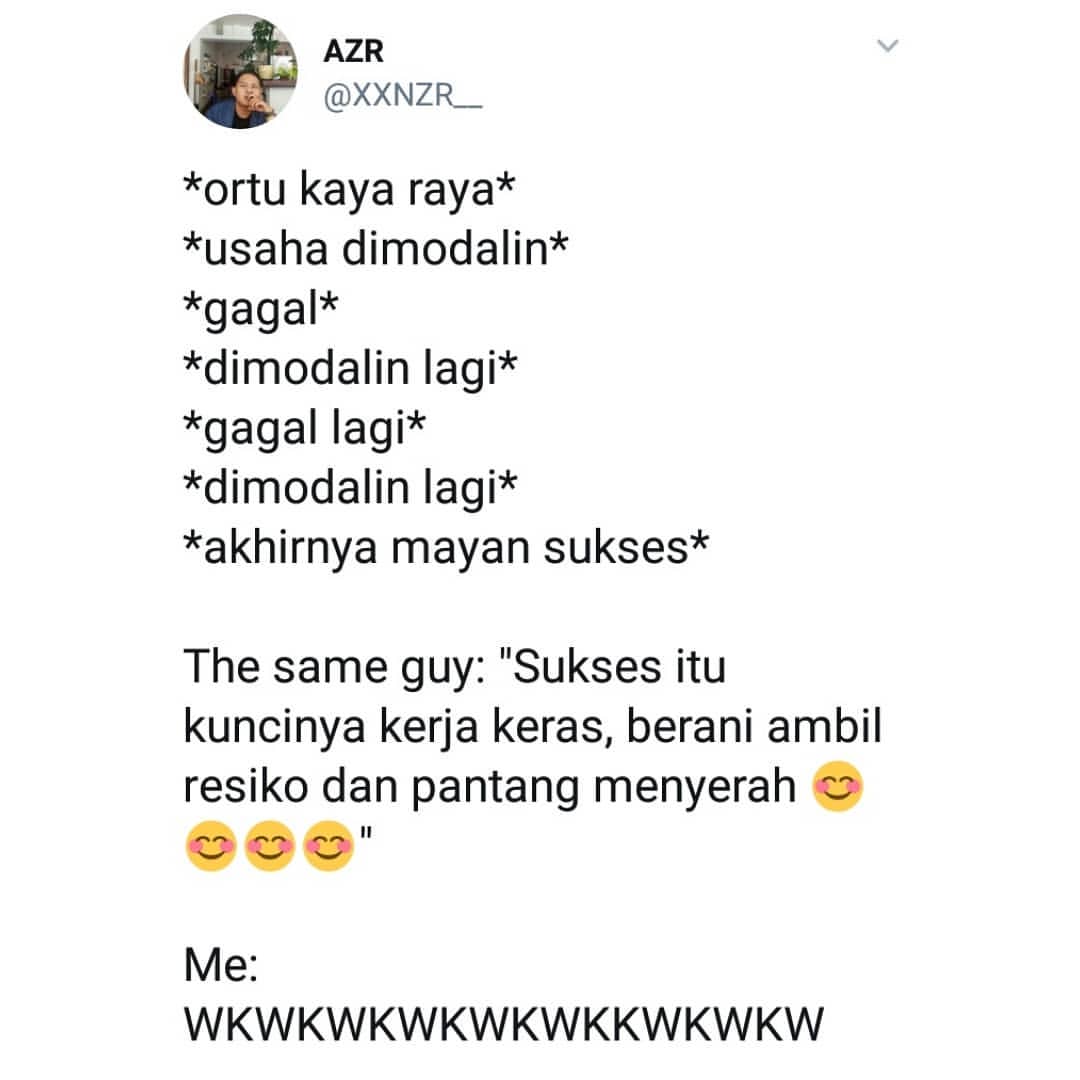 AZR
@XXNZR__
*ortu kaya raya*
*usaha dimodalin*
*gagal*
*dimodalin lagi*
*gagal lagi*
*dimodalin lagi*
*akhirnya mayan sukses*
The same guy: "Sukses itu
kuncinya kerja keras, berani ambil
resiko dan pantang menyerah 😊
😊😊😊"
Me:
WKWKWKWKWKWKKWKWKW